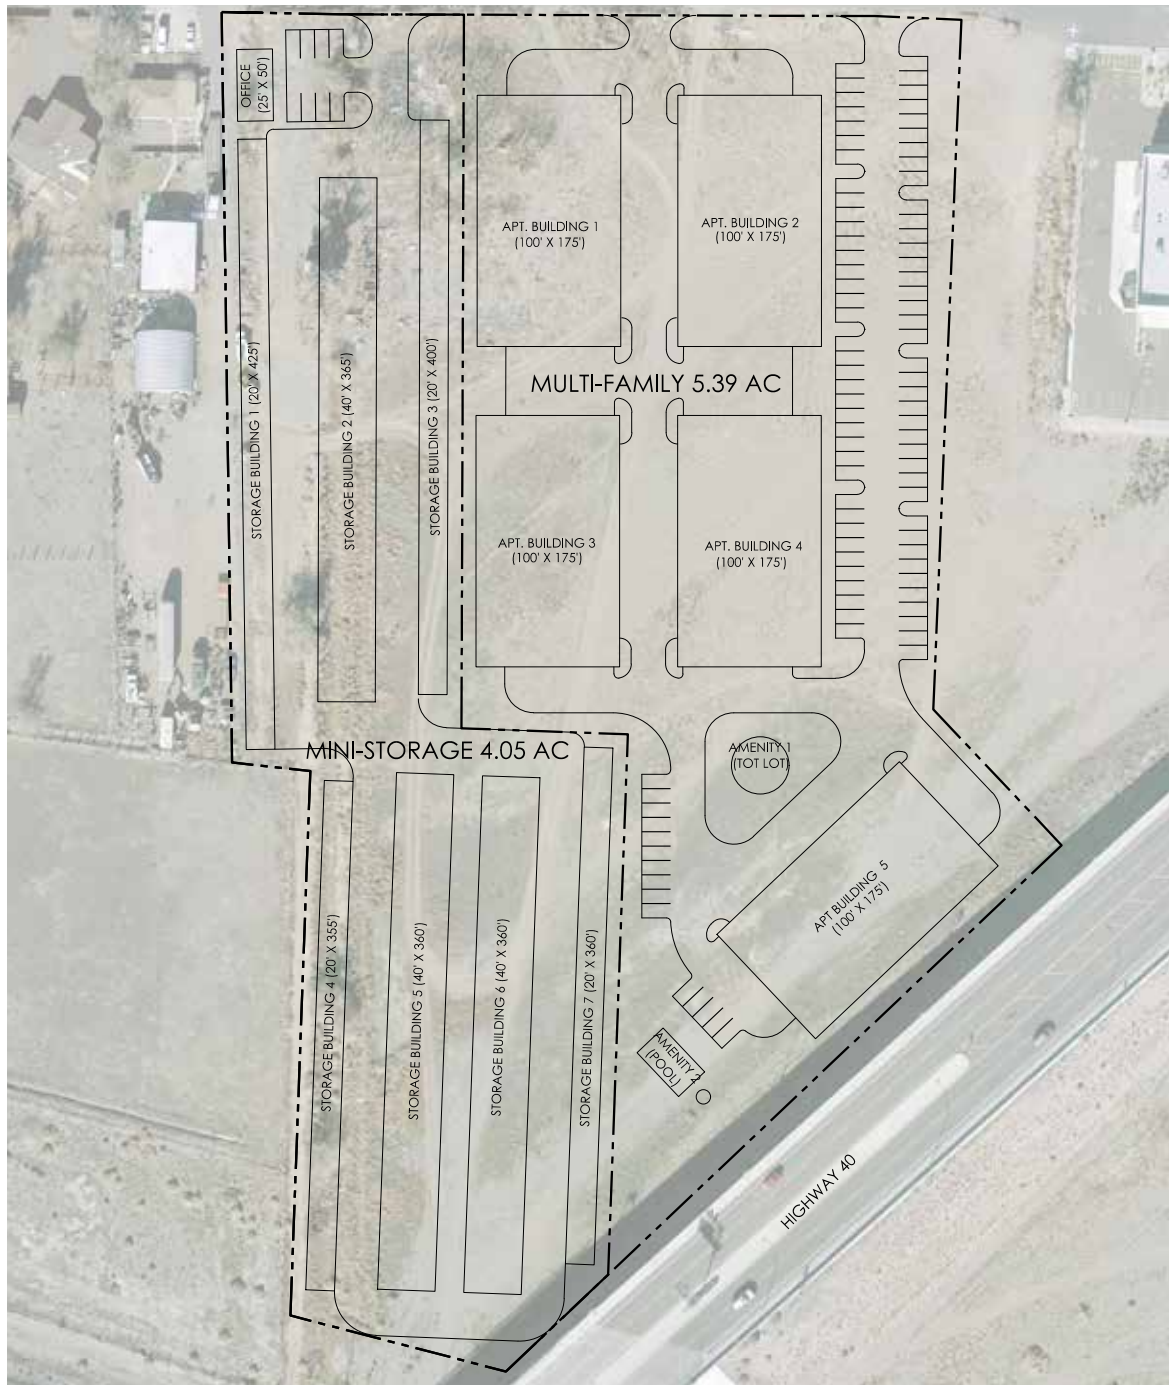 OFFICE
(25' X 50')
APT. BUILDING 1
(100' X 175')
APT. BUILDING 2
(100' X 175')
STORAGE BUILDING 1 (20' X 425')
STORAGE BUILDING 2 (40' X 365')
STORAGE BUILDING 3 (20' X 400')
MULTI-FAMILY 5.39 AC
APT. BUILDING 3
(100' X 175')
APT. BUILDING 4
(100' X 175')
MINI-STORAGE 4.05 AC
AMENITY 1
(TOT LOT)
APT BUILDING 5
(100' X 175')
STORAGE BUILDING 4 (20' X 355')
STORAGE BUILDING 5 (40' X 360')
STORAGE BUILDING 6 (40' X 360')
STORAGE BUILDING 7 (20' X 360')
AMENITY 2
(POOL)
HIGHWAY 40